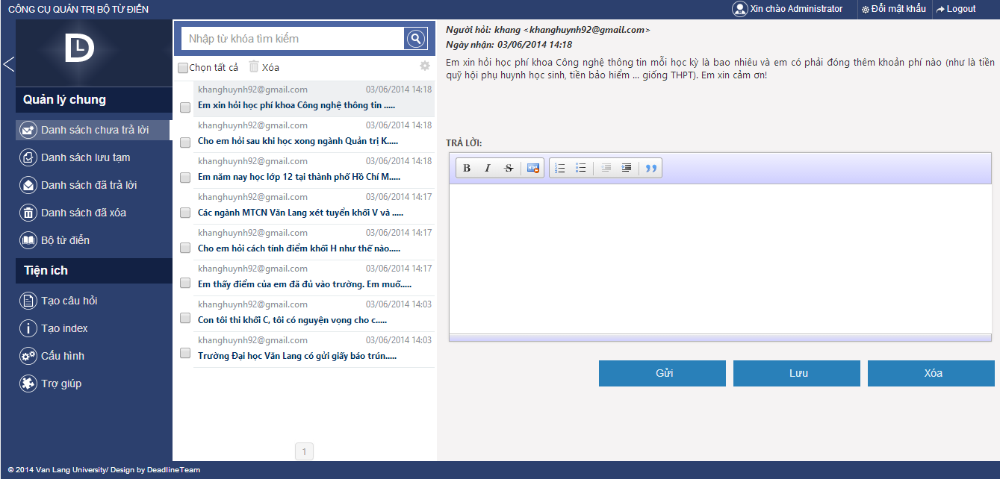 CÔNG CỤ QUẢN TRỊ BỘ TỪ ĐIỂN
Xin chào Administrator
Đổi mật khẩu
Logout
DL
Quản lý chung
Danh sách chưa trả lời
Danh sách lưu tạm
Danh sách đã trả lời
Danh sách đã xóa
Bộ từ điển
Tiện ích
Tạo câu hỏi
Tạo index
Cấu hình
Trợ giúp
Nhập từ khóa tìm kiếm
Chọn tất cả
Xóa
khanghuynh92@gmail.com 03/06/2014 14:18
Em xin hỏi học phí khoa Công nghệ thông tin .....
khanghuynh92@gmail.com 03/06/2014 14:18
Cho em hỏi sau khi học xong ngành Quản trị K.....
khanghuynh92@gmail.com 03/06/2014 14:18
Em năm nay học lớp 12 tại thành phố Hồ Chí M.....
khanghuynh92@gmail.com 03/06/2014 14:17
Các ngành MTCN Văn Lang xét tuyển khối V và .....
khanghuynh92@gmail.com 03/06/2014 14:17
Cho em hỏi cách tính điểm khối H như thế nào.....
khanghuynh92@gmail.com 03/06/2014 14:17
Em thấy điểm của em đã đủ vào trường. Em muố.....
khanghuynh92@gmail.com 03/06/2014 14:03
Con tôi thi khối C, tôi có nguyện vọng cho c.....
khanghuynh92@gmail.com 03/06/2014 14:03
Trường Đại học Văn Lang có gửi giấy báo trún.....
1
Người hỏi: khang <khanghuynh92@gmail.com>
Ngày nhận: 03/06/2014 14:18
Em xin hỏi học phí khoa Công nghệ thông tin mỗi học kỳ là bao nhiêu và em có phải đóng thêm khoản phí nào (như là tiền
quỹ hội phụ huynh học sinh, tiền bảo hiểm ... giống THPT). Em xin cảm ơn!
TRẢ LỜI:
B I S
Gửi
Lưu
Xóa
© 2014 Van Lang University/ Design by DeadlineTeam